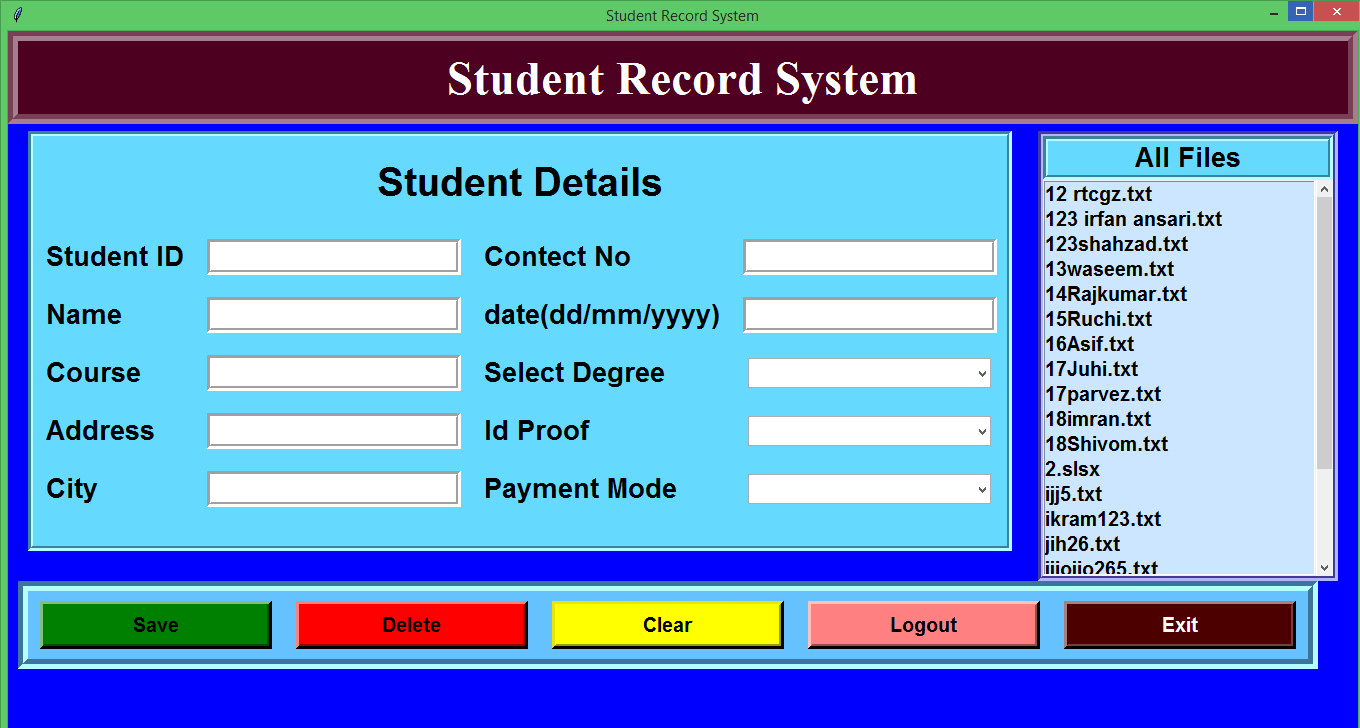 Student Record System
Student Record System
Student Details
Student ID
Contect No
Name
date(dd/mm/yyyy)
Course
Select Degree
Address
Id Proof
City
Payment Mode
All Files
12 rtcgz.txt
123 irfan ansari.txt
123shahzad.txt
13waseem.txt
14Rajkumar.txt
15Ruchi.txt
16Asif.txt
17Juhi.txt
17parvez.txt
18imran.txt
18Shivom.txt
2.slsx
ijj5.txt
ikram123.txt
jih26.txt
Save
Delete
Clear
Logout
Exit